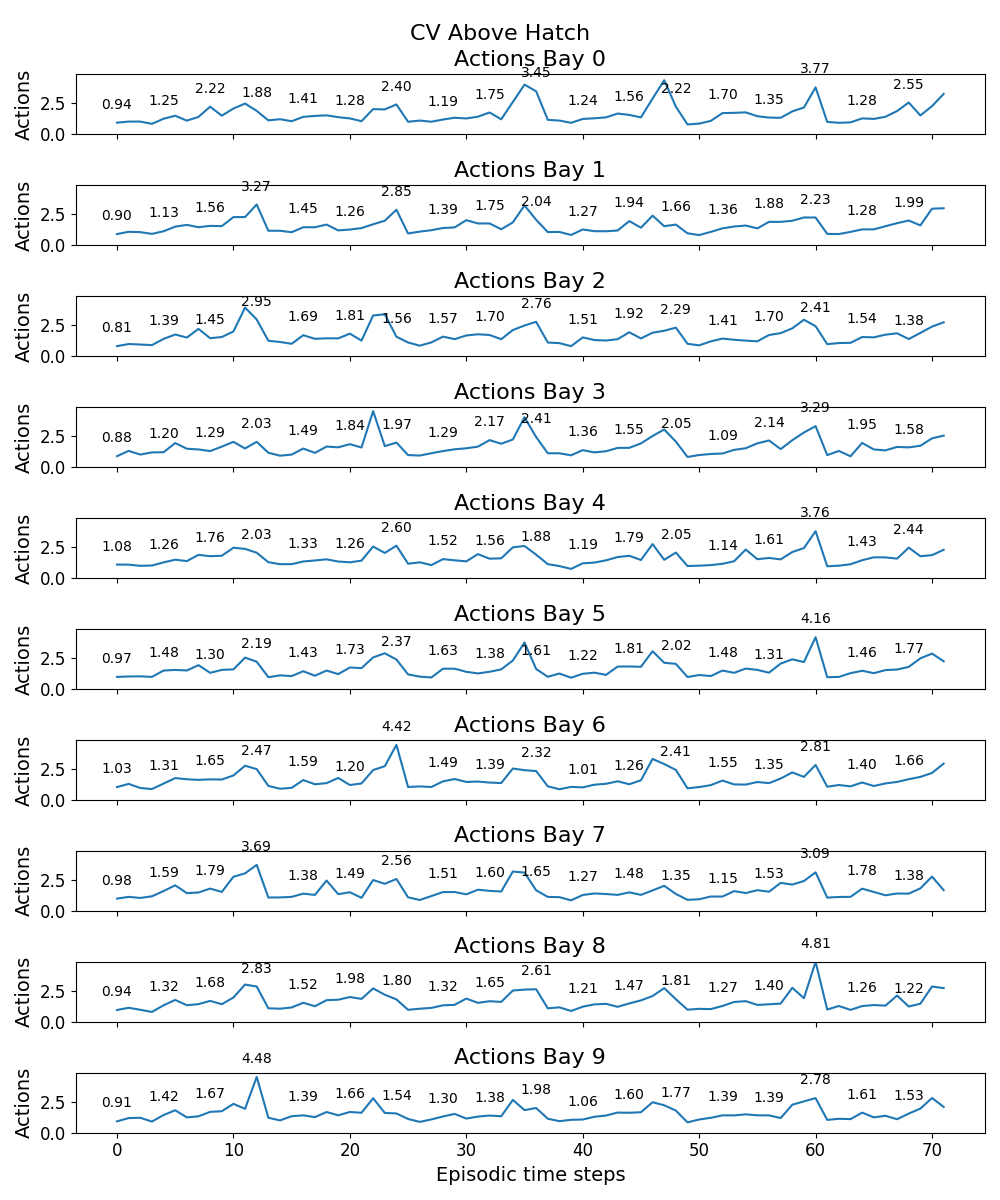 CV Above Hatch
Actions Bay 0
Actions
2.5
0.0
0.94 1.25 2.22 1.88 1.41 1.28 2.40 1.19 1.75 3.45 1.24 1.56 2.22 1.70 1.35 3.77 1.28 2.55
Actions Bay 1
Actions
2.5
0.0
0.90 1.13 1.56 3.27 1.45 1.26 2.85 1.39 1.75 2.04 1.27 1.94 1.66 1.36 1.88 2.23 1.28 1.99
Actions Bay 2
Actions
2.5
0.0
0.81 1.39 1.45 2.95 1.69 1.81 1.56 1.57 1.70 2.76 1.51 1.92 2.29 1.41 1.70 2.41 1.54 1.38
Actions Bay 3
Actions
2.5
0.0
0.88 1.20 1.29 2.03 1.49 1.84 1.97 1.29 2.17 2.41 1.36 1.55 2.05 1.09 2.14 3.29 1.95 1.58
Actions Bay 4
Actions
2.5
0.0
1.08 1.26 1.76 2.03 1.33 1.26 2.60 1.52 1.56 1.88 1.19 1.79 2.05 1.14 1.61 3.76 1.43 2.44
Actions Bay 5
Actions
2.5
0.0
0.97 1.48 1.30 2.19 1.43 1.73 2.37 1.63 1.38 1.61 1.22 1.81 2.02 1.48 1.31 4.16 1.46 1.77
Actions Bay 6
Actions
2.5
0.0
1.03 1.31 1.65 2.47 1.59 1.20 4.42 1.49 1.39 2.32 1.01 1.26 2.41 1.55 1.35 2.81 1.40 1.66
Actions Bay 7
Actions
2.5
0.0
0.98 1.59 1.79 3.69 1.38 1.49 2.56 1.51 1.60 1.65 1.27 1.48 1.35 1.15 1.53 3.09 1.78 1.38
Actions Bay 8
Actions
2.5
0.0
0.94 1.32 1.68 2.83 1.52 1.98 1.80 1.32 1.65 2.61 1.21 1.47 1.81 1.27 1.40 4.81 1.26 1.22
Actions Bay 9
Actions
2.5
0.0
0.91 1.42 1.67 4.48 1.39 1.66 1.54 1.30 1.38 1.98 1.06 1.60 1.77 1.39 1.39 2.78 1.61 1.53
0 10 20 30 40 50 60 70
Episodic time steps